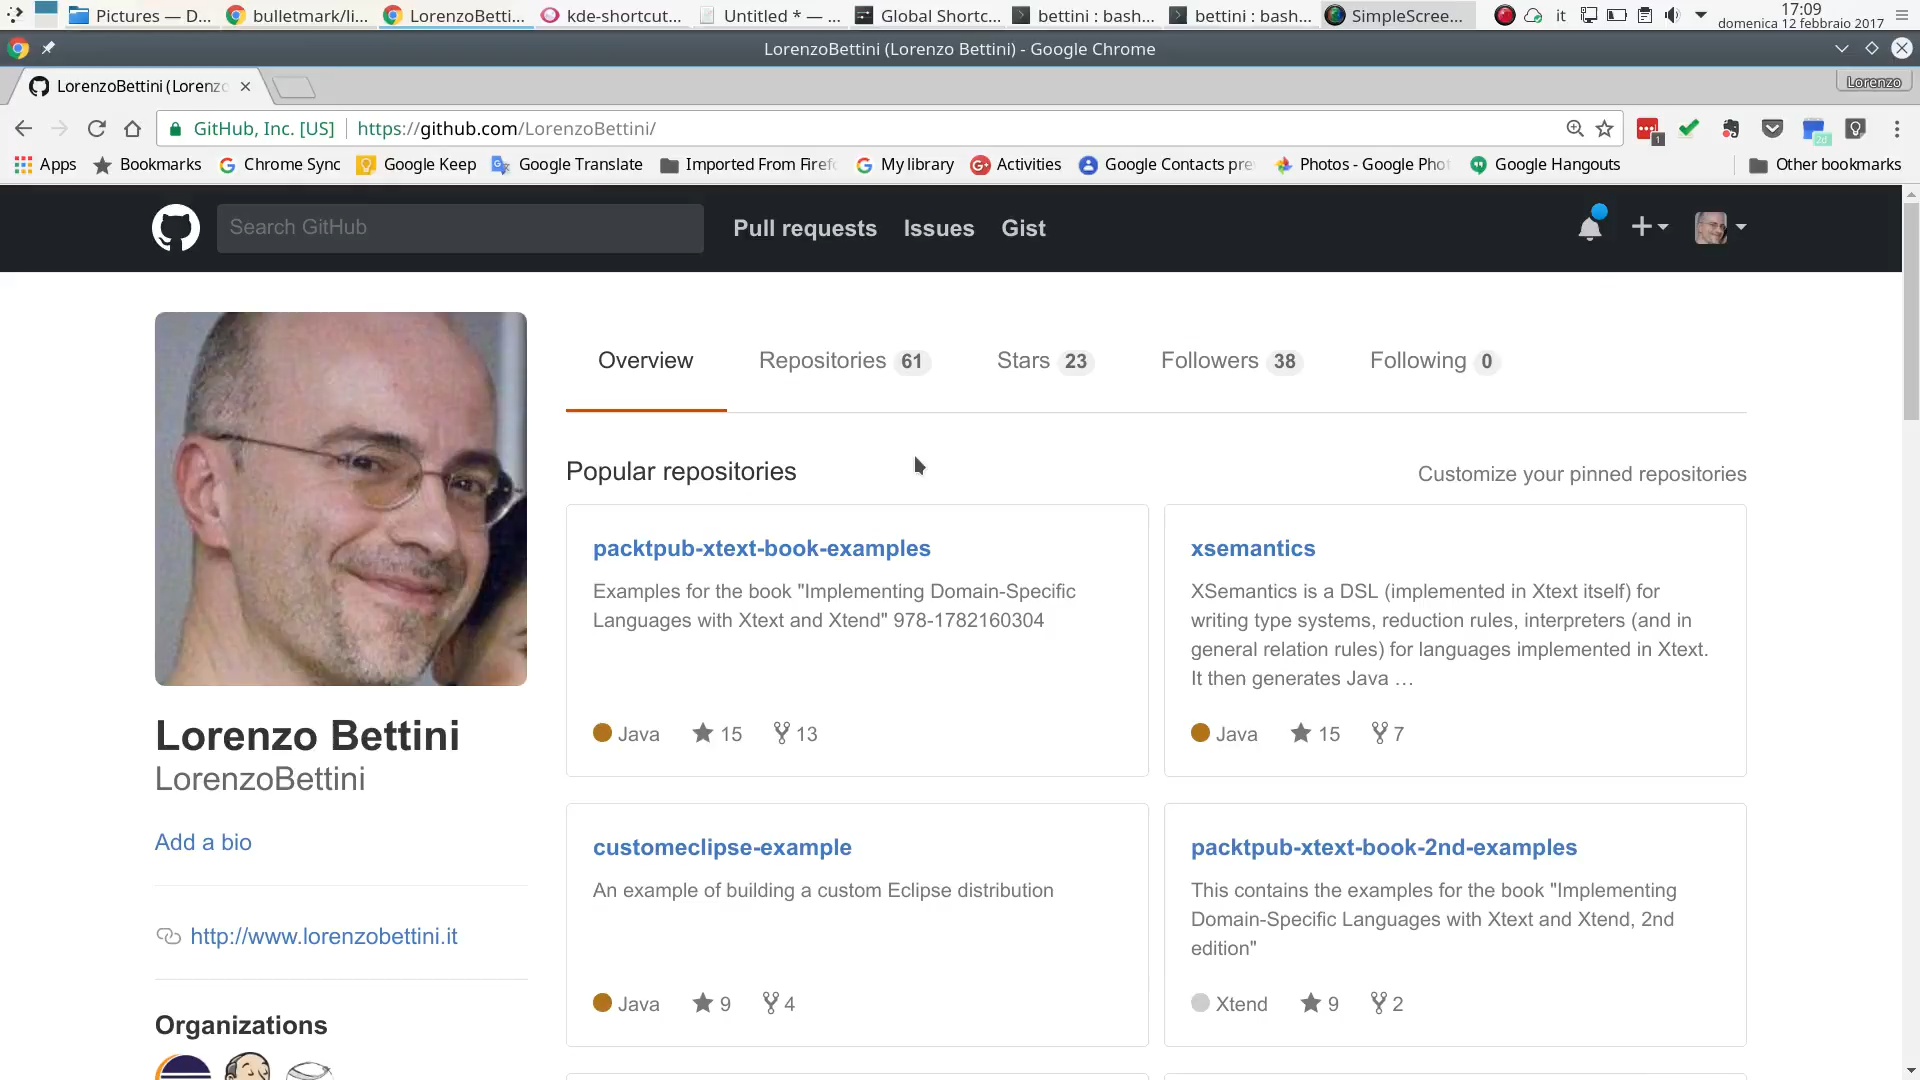 Pictures — D...
bulletmark/li...
LorenzoBetti...
kde-shortcut...
Untitled * — ...
Global Shortc...
bettini : bash...
bettini : bash...
SimpleScree...
it
17:09
domenica 12 febbraio 2017
LorenzoBettini (Lorenzo Bettini) - Google Chrome
LorenzoBettini (Lorenzo
Lorenzo
GitHub, Inc. [US]
https://github.com/LorenzoBettini/
1
2d
Apps
Bookmarks
Chrome Sync
Google Keep
Google Translate
Imported From Firef
My library
Activities
Google Contacts pre
Photos - Google Phot
Google Hangouts
Other bookmarks
Search GitHub
Pull requests
Issues
Gist
Overview
Repositories 61
Stars 23
Followers 38
Following 0
Popular repositories
Customize your pinned repositories
packtpub-xtext-book-examples
Examples for the book "Implementing Domain-Specific
Languages with Xtext and Xtend" 978-1782160304
Java 15 13
xsemantics
XSemantics is a DSL (implemented in Xtext itself) for
writing type systems, reduction rules, interpreters (and in
general relation rules) for languages implemented in Xtext.
It then generates Java …
Java 15 7
Lorenzo Bettini
LorenzoBettini
Add a bio
http://www.lorenzobettini.it
Organizations
customeclipse-example
An example of building a custom Eclipse distribution
Java 9 4
packtpub-xtext-book-2nd-examples
This contains the examples for the book "Implementing
Domain-Specific Languages with Xtext and Xtend, 2nd
edition"
Xtend 9 2